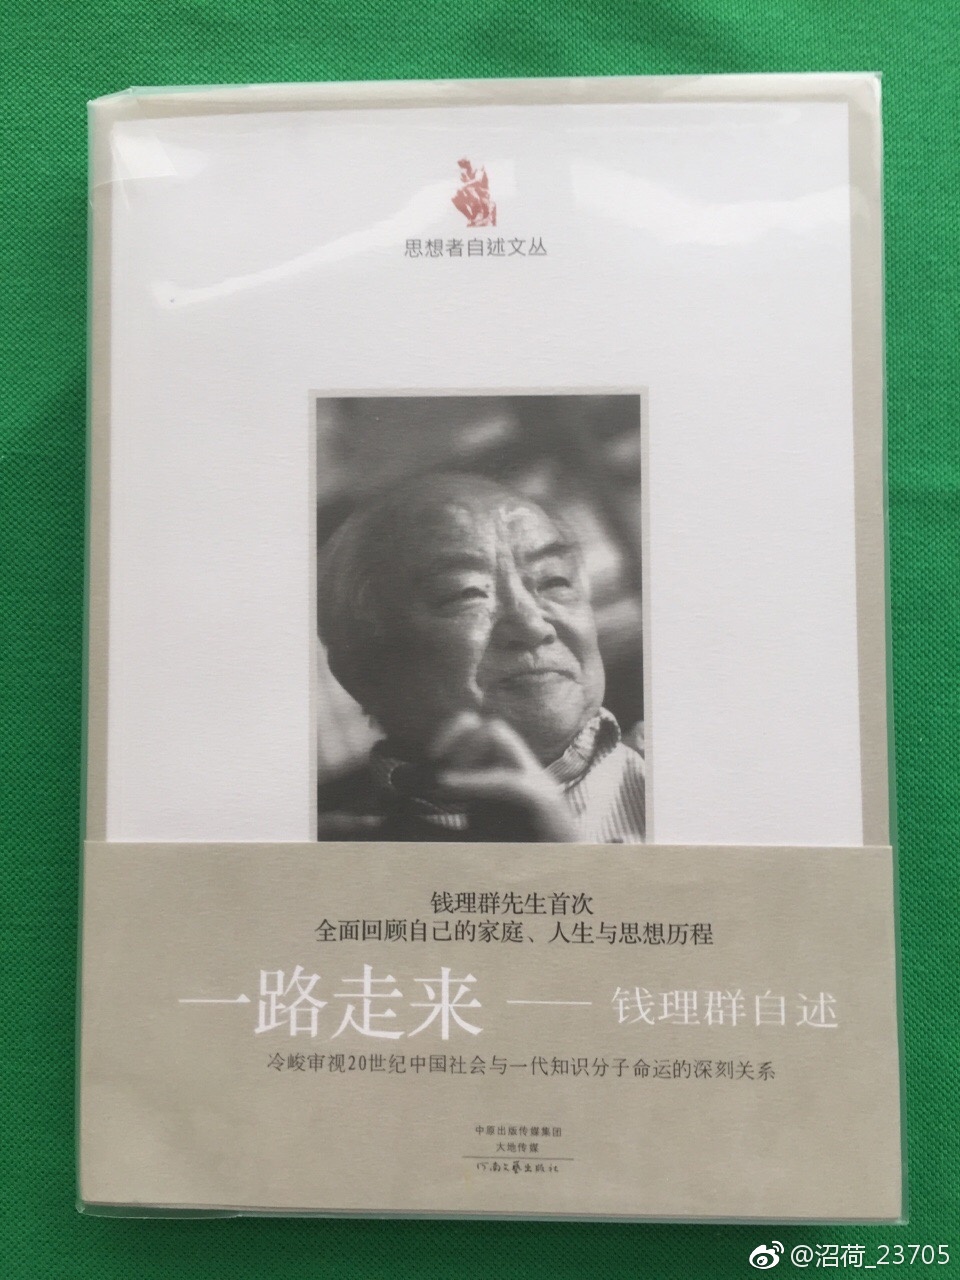 思想者自述文丛
钱理群先生首次
全面回顾自己的家庭、人生与思想历程
一路走来——钱理群自述
冷峻审视20世纪中国社会与一代知识分子命运的深刻关系
中原出版传媒集团
大地传媒
河南文艺出版社
@沼荷_23705